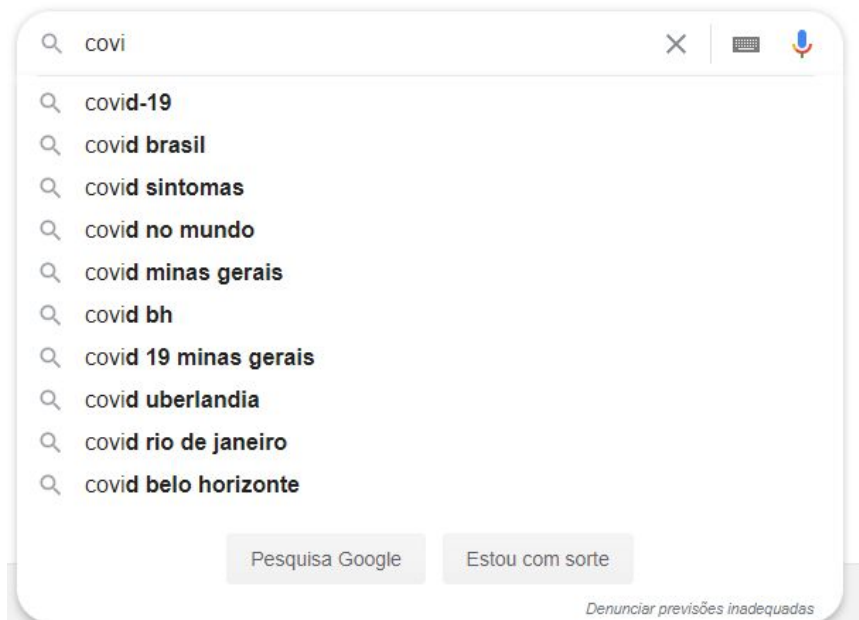 covi
covid-19
covid brasil
covid sintomas
covid no mundo
covid minas gerais
covid bh
covid 19 minas gerais
covid uberlandia
covid rio de janeiro
covid belo horizonte
Pesquisa Google Estou com sorte
Denunciar previsões inadequadas